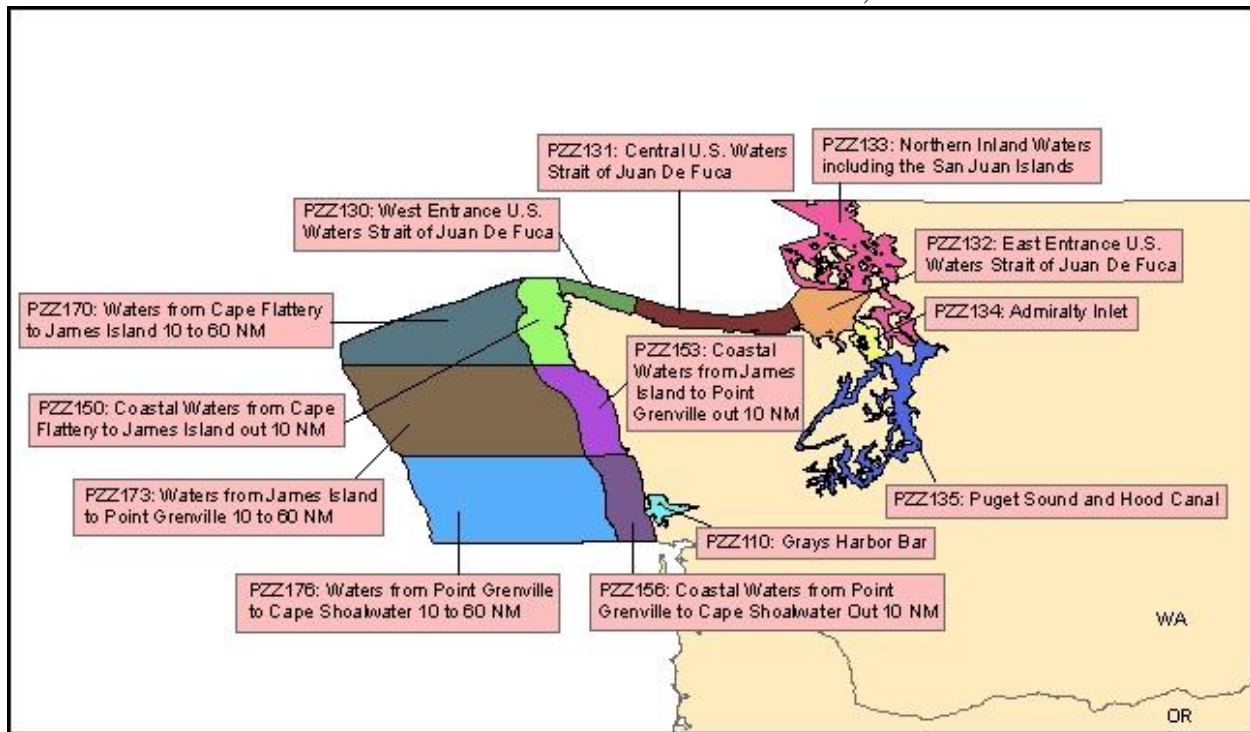 PZZ131: Central U.S. Waters
Strait of Juan De Fuca
PZZ133: Northern Inland Waters
including the San Juan Islands
PZZ130: West Entrance U.S.
Waters Strait of Juan De Fuca
PZZ132: East Entrance U.S.
Waters Strait of Juan De Fuca
PZZ170: Waters from Cape Flattery
to James Island 10 to 60 NM
PZZ134: Admiralty Inlet
PZZ153: Coastal
Waters from James
Island to Point
Grenville out 10 NM
PZZ150: Coastal Waters from Cape
Flattery to James Island out 10 NM
PZZ173: Waters from James Island
to Point Grenville 10 to 60 NM
PZZ135: Puget Sound and Hood Canal
PZZ110: Grays Harbor Bar
PZZ176: Waters from Point Grenville
to Cape Shoalwater 10 to 60 NM
PZZ156: Coastal Waters from Point
Grenville to Cape Shoalwater Out 10 NM
WA
OR